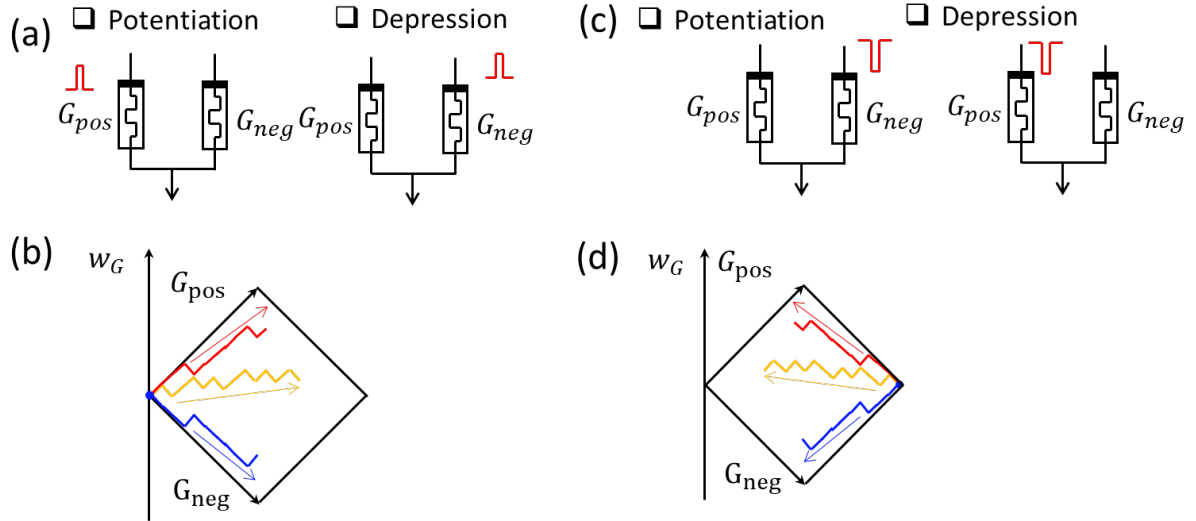 (a)
❑ Potentiation
❑ Depression
G_pos
G_neg
G_pos
G_neg
(c)
❑ Potentiation
❑ Depression
G_pos
G_neg
G_pos
G_neg
(b)
w_G
G_pos
G_neg
(d)
w_G
G_pos
G_neg